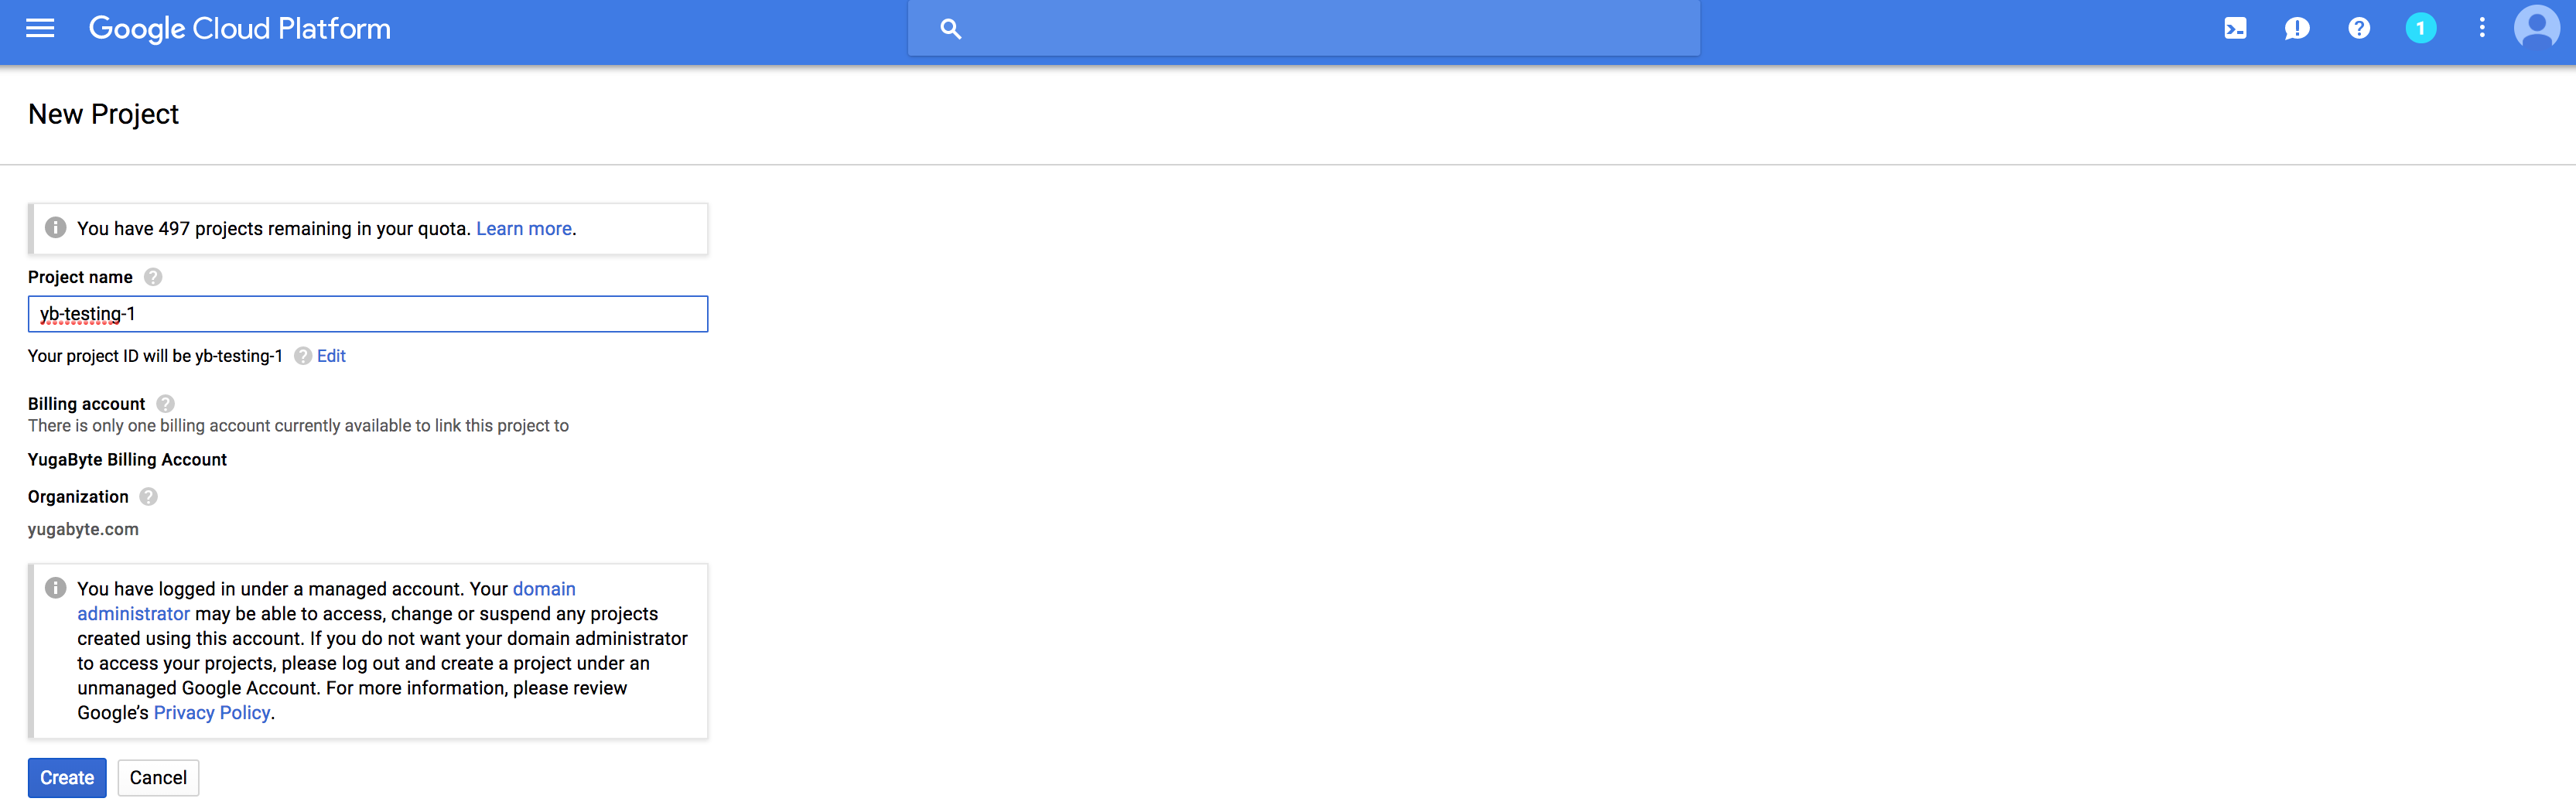 Google Cloud Platform
1
New Project
You have 497 projects remaining in your quota. Learn more.
Project name
yb-testing-1
Your project ID will be yb-testing-1 Edit
Billing account
There is only one billing account currently available to link this project to
YugaByte Billing Account
Organization
yugabyte.com
You have logged in under a managed account. Your domain
administrator may be able to access, change or suspend any projects
created using this account. If you do not want your domain administrator
to access your projects, please log out and create a project under an
unmanaged Google Account. For more information, please review
Google’s Privacy Policy.
Create Cancel